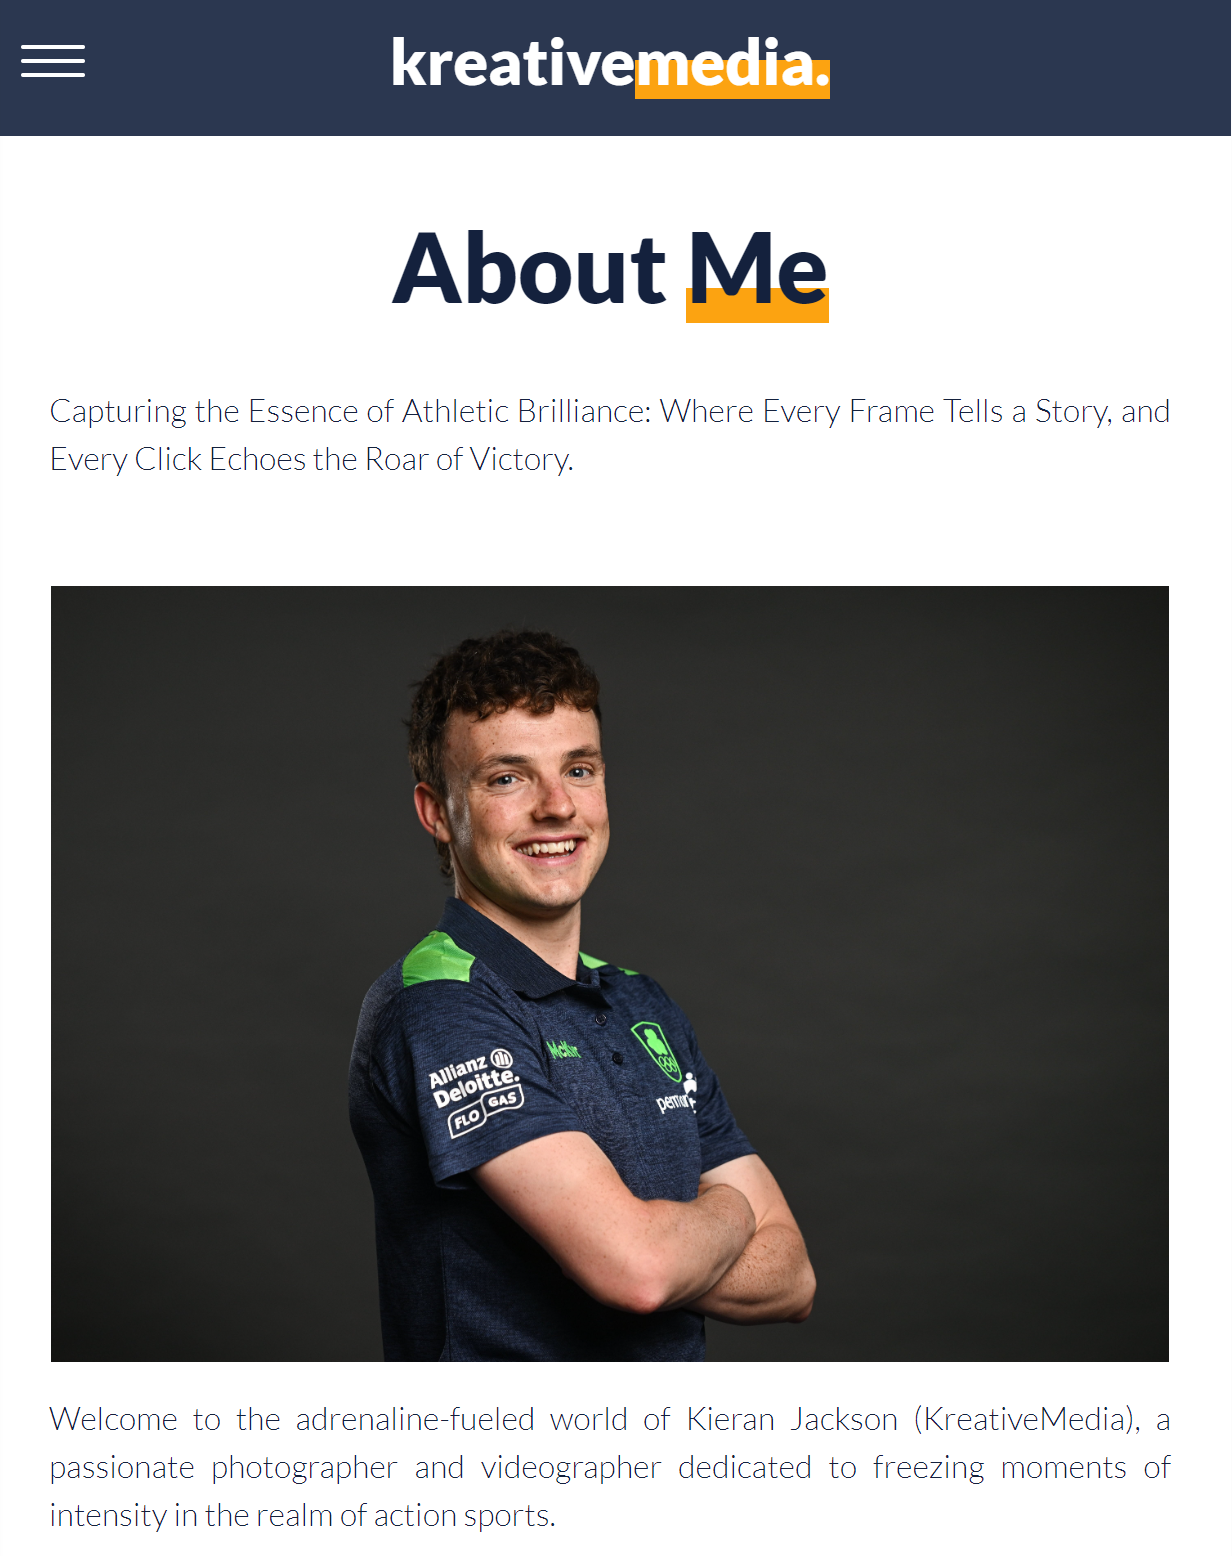 kreativemedia.
About Me
Capturing the Essence of Athletic Brilliance: Where Every Frame Tells a Story, and
Every Click Echoes the Roar of Victory.
Allianz
Deloitte.
FLO GAS
Welcome to the adrenaline-fueled world of Kieran Jackson (KreativeMedia), a
passionate photographer and videographer dedicated to freezing moments of
intensity in the realm of action sports.